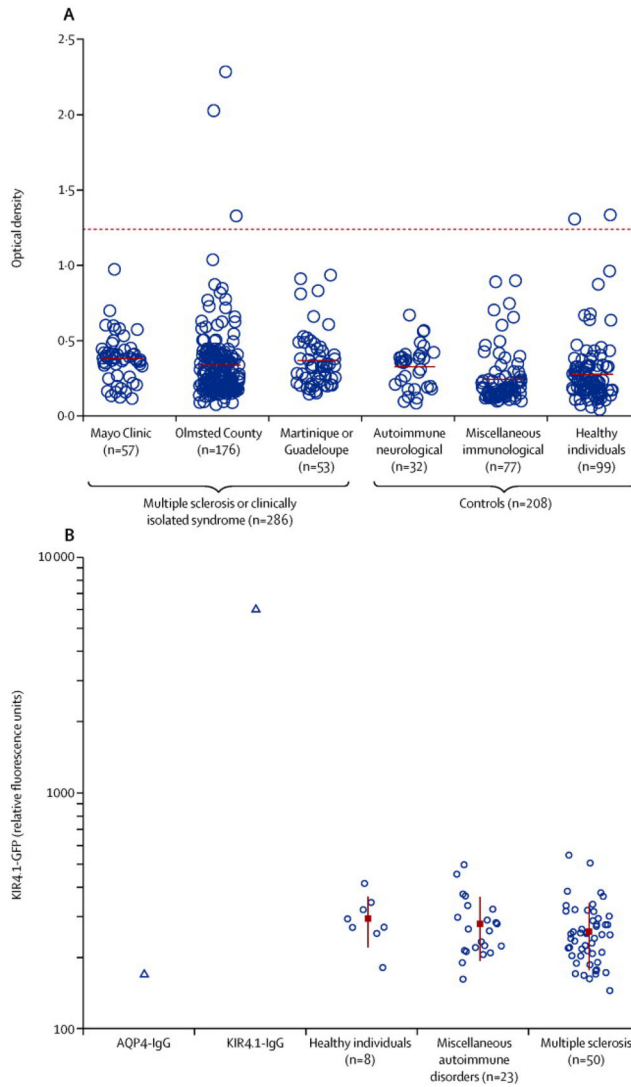 A
2·5
2·0
1·5
1·0
0·5
0·0
Optical density
Mayo Clinic
(n=57)
Olmsted County
(n=176)
Martinique or
Guadeloupe
(n=53)
Autoimmune
neurological
(n=32)
Miscellaneous
immunological
(n=77)
Healthy
individuals
(n=99)
Multiple sclerosis or clinically
isolated syndrome (n=286)
Controls (n=208)
B
10 000
1000
100
KIR4.1-GFP (relative fluorescence units)
AQP4-IgG
KIR4.1-IgG
Healthy individuals
(n=8)
Miscellaneous
autoimmune
disorders (n=23)
Multiple sclerosis
(n=50)